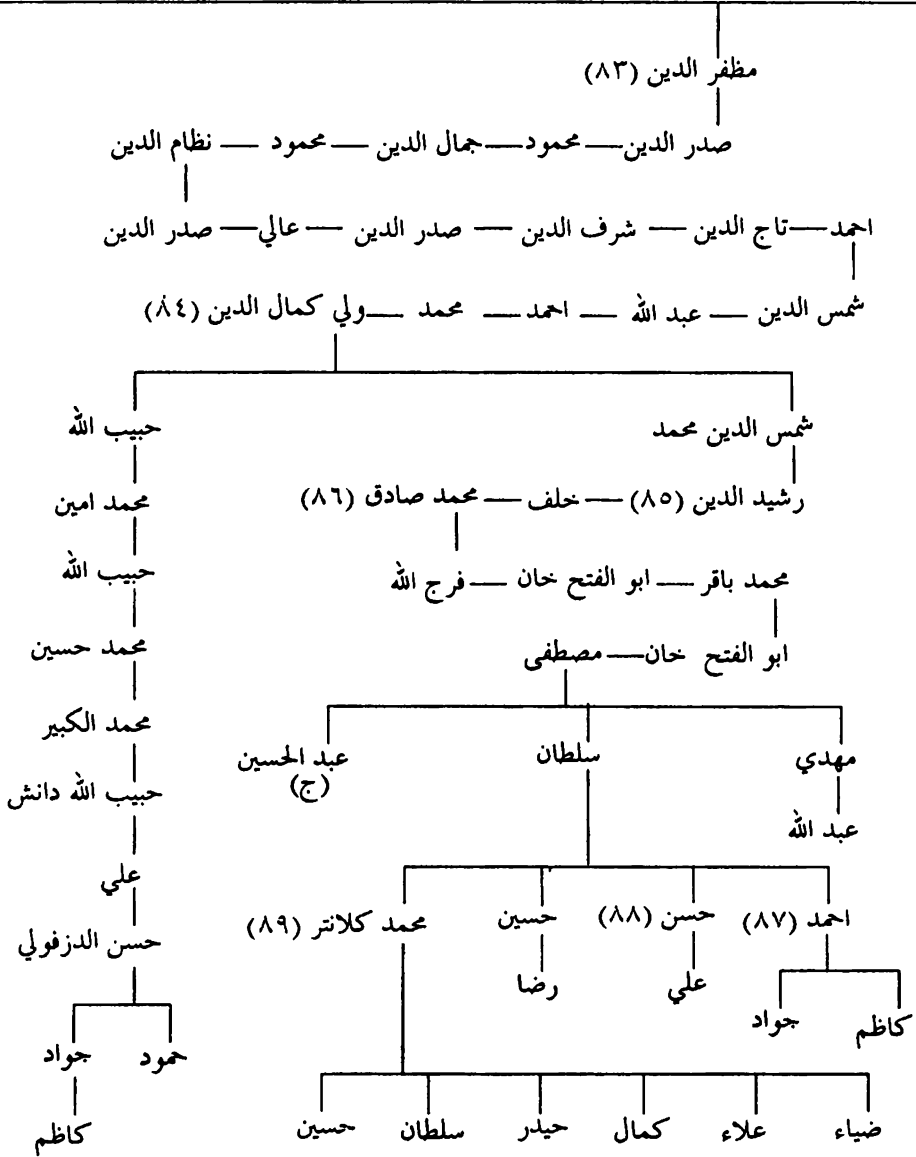 مظفر الدين (٨٣)
صدر الدين — محمود — جمال الدين — محمود — نظام الدين
احمد — تاج الدين — شرف الدين — صدر الدين — عالي — صدر الدين
شمس الدين — عبد الله — احمد — محمد — ولي كمال الدين (٨٤)
شمس الدين محمد حبيب الله
رشيد الدين (٨٥) — خلف — محمد صادق (٨٦) محمد امين
محمد باقر — ابو الفتح خان — فرج الله حبيب الله
ابو الفتح خان — مصطفى محمد حسين
محمد الكبير
مهدي سلطان عبد الحسين
(ج)
حبيب الله دانش
عبد الله
علي
احمد (٨٧) حسن (٨٨) حسين محمد كلانتر (٨٩) حسن الدزفولي
كاظم جواد علي رضا
حمود جواد
ضياء علاء كمال حيدر سلطان حسين كاظم